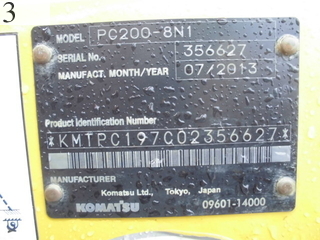 3
MODEL PC200-8N1
SERIAL No. 356627
MANUFACT. MONTH/YEAR 07/2013
Product Identification Number
*KMTPC197C02356627*
MANUFACTURER
Komatsu Ltd., Tokyo, Japan
KOMATSU 09601-14000